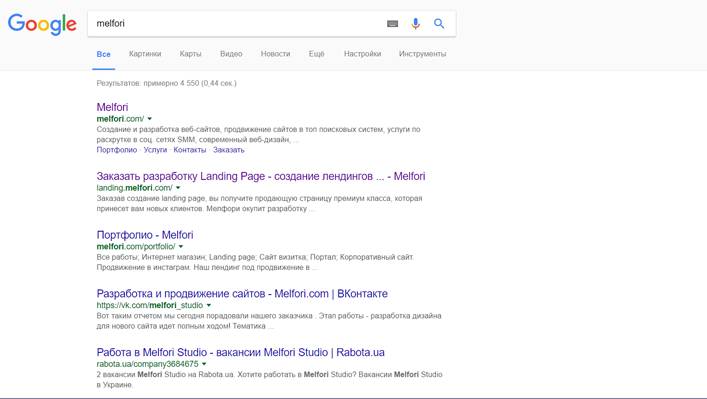 Google
melfori
Все Картинки Карты Видео Новости Ещё Настройки Инструменты
Результатов: примерно 4 550 (0,44 сек.)
Melfori
melfori.com/
Создание и разработка веб-сайтов, продвижение сайтов в топ поисковых систем, услуги по
раскрутке в соц. сетях SMM, современный веб-дизайн, ...
Портфолио · Услуги · Контакты · Заказать
Заказать разработку Landing Page - создание лендингов ... - Melfori
landing.melfori.com/
Заказав создание landing page, вы получите продающую страницу премиум класса, которая
принесет вам новых клиентов. Мелфори окупит разработку ...
Портфолио - Melfori
melfori.com/portfolio/
Все работы; Интернет магазин; Landing page; Сайт визитка; Портал; Корпоративный сайт.
Продвижение в инстаграм. Наш лендинг под продвижение в ...
Разработка и продвижение сайтов - Melfori.com | ВКонтакте
https://vk.com/melfori_studio
Вот таким отчетом мы сегодня порадовали нашего заказчика . Этап работы - разработка дизайна
для нового сайта идет полным ходом! Тематика ...
Работа в Melfori Studio - вакансии Melfori Studio | Rabota.ua
rabota.ua/company3684675
2 вакансии Melfori Studio на Rabota.ua. Хотите работать в Melfori Studio? Вакансии Melfori Studio
в Украине.